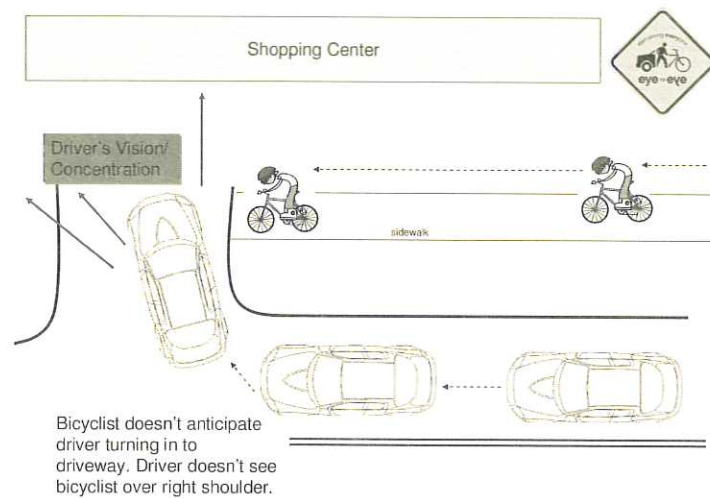 Shopping Center
eye to eye
Driver's Vision/
Concentration
sidewalk
Bicyclist doesn't anticipate
driver turning in to
driveway. Driver doesn't see
bicyclist over right shoulder.